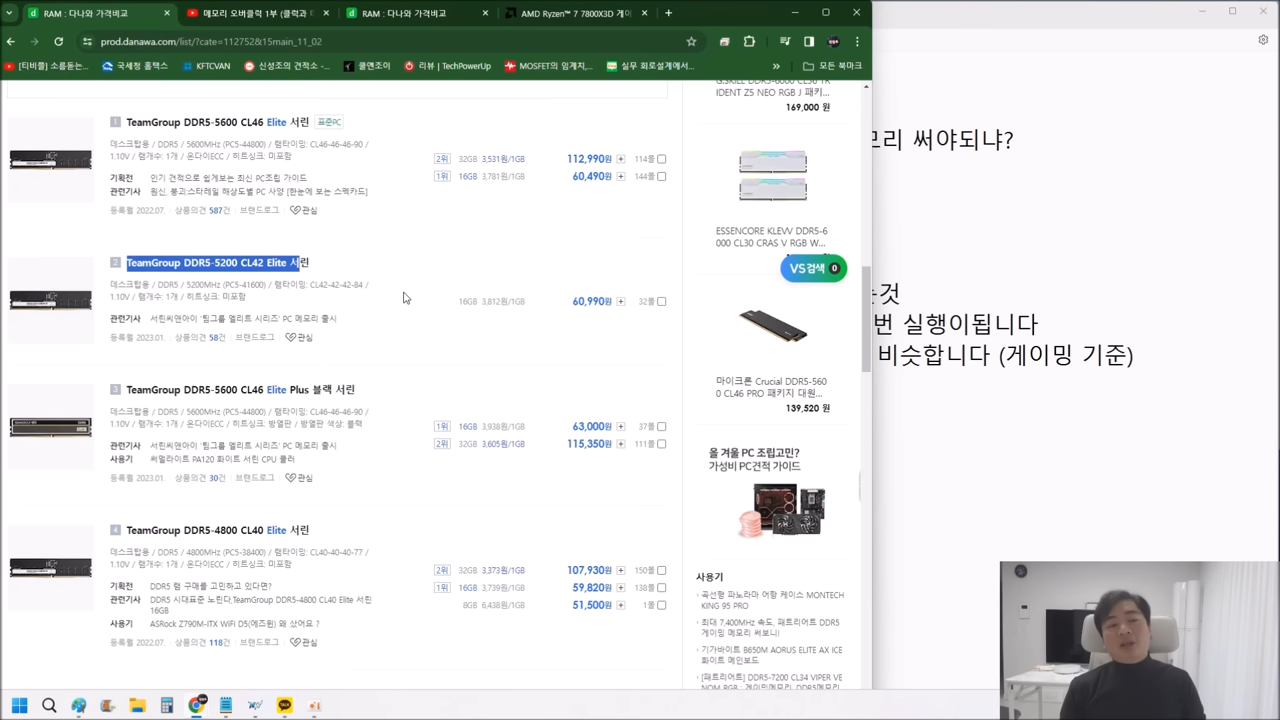 RAM : 다나와 가격비교
메모리 오버클럭 1부 (클럭과 
RAM : 다나와 가격비교
AMD Ryzen™ 7 7800X3D 게이
prod.danawa.com/list/?cate=112752&15main_11_02
[티비플] 소름돋는...
국세청 홈택스
KFTCVAN
신성조의 견적소 -...
쿨엔조이
리뷰 | TechPowerUp
MOSFET의 임계지,...
실무 회로설계에서...
모든 북마크
1 TeamGroup DDR5-5600 CL46 Elite 서린 표준PC
데스크탑용 / DDR5 / 5600MHz (PC5-44800) / 램타이밍: CL46-46-46-90 /
1.10V / 램개수: 1개 / 온다이ECC / 히트싱크: 미포함
2위 32GB 3,531원/1GB 112,990원 114몰
1위 16GB 3,781원/1GB 60,490원 144몰
기획전 인기 견적으로 쉽게보는 최신 PC조립 가이드
관련기사 원신, 붕괴:스타레일 해상도별 PC 사양 [한눈에 보는 스펙카드]
등록월 2022.07. 상품의견 587건 브랜드로그 관심
2 TeamGroup DDR5-5200 CL42 Elite 서린
데스크탑용 / DDR5 / 5200MHz (PC5-41600) / 램타이밍: CL42-42-42-84 /
1.10V / 램개수: 1개 / 히트싱크: 미포함
16GB 3,812원/1GB 60,990원 32몰
관련기사 서린씨앤아이 '팀그룹 엘리트 시리즈' PC 메모리 출시
등록월 2023.01. 상품의견 58건 브랜드로그 관심
3 TeamGroup DDR5-5600 CL46 Elite Plus 블랙 서린
데스크탑용 / DDR5 / 5600MHz (PC5-44800) / 램타이밍: CL46-46-46-90 /
1.10V / 램개수: 1개 / 온다이ECC / 히트싱크: 방열판 / 방열판 색상: 블랙
1위 16GB 3,938원/1GB 63,000원 37몰
2위 32GB 3,605원/1GB 115,350원 111몰
관련기사 서린씨앤아이 '팀그룹 엘리트 시리즈' PC 메모리 출시
사용기 써멀라이트 PA120 화이트 서린 CPU 쿨러
등록월 2023.01. 상품의견 30건 브랜드로그 관심
4 TeamGroup DDR5-4800 CL40 Elite 서린
데스크탑용 / DDR5 / 4800MHz (PC5-38400) / 램타이밍: CL40-40-40-77 /
1.10V / 램개수: 1개 / 온다이ECC / 히트싱크: 미포함
2위 32GB 3,373원/1GB 107,930원 150몰
1위 16GB 3,739원/1GB 59,820원 138몰
8GB 6,438원/1GB 51,500원 1몰
기획전 DDR5 램 구매를 고민하고 있다면?
관련기사 DDR5 시대표준 노린다,TeamGroup DDR5-4800 CL40 Elite 서린
16GB
사용기 ASRock Z790M-ITX WiFi D5(에즈윈) 왜 샀어요 ?
등록월 2022.07. 상품의견 118건 브랜드로그 관심
G.SKILL DDR5-6000 CL36 TR
IDENT Z5 NEO RGB J 패키...
169,000 원
ESSENCORE KLEVV DDR5-6
000 CL30 CRAS V RGB W...
VS검색 0
마이크론 Crucial DDR5-560
0 CL46 PRO 패키지 대원...
139,520 원
올 겨울 PC 조립고민?
가성비 PC견적 가이드
사용기
곡선형 파노라마 어항 케이스 MONTECH
KING 95 PRO
최대 7,400MHz 속도, 패트리어트 DDR5
게이밍 메모리 써보니!
기가바이트 B650M AORUS ELITE AX ICE
화이트 메인보드
[패트리어트] DDR5-7200 CL34 VIPER VE
NOM RGB : 게이밍메모리, DDR5메모리
모리 써야되냐?
는것
번 실행이됩니다
비슷합니다 (게이밍 기준)